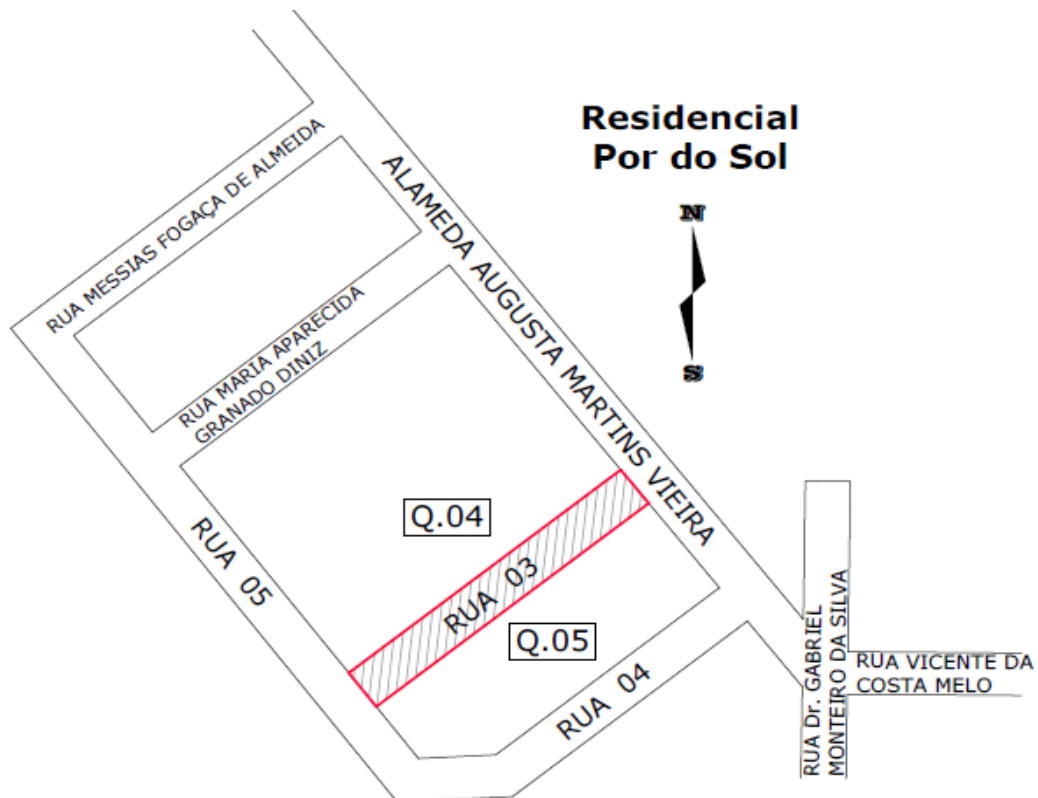 Residencial
Por do Sol
N
S
RUA MESSIAS FOGAÇA DE ALMEIDA
ALAMEDA AUGUSTA MARTINS VIEIRA
RUA MARIA APARECIDA
GRANADO DINIZ
Q.04
RUA 05
RUA 03
Q.05
RUA 04
RUA Dr. GABRIEL
MONTEIRO DA SILVA
RUA VICENTE DA
COSTA MELO